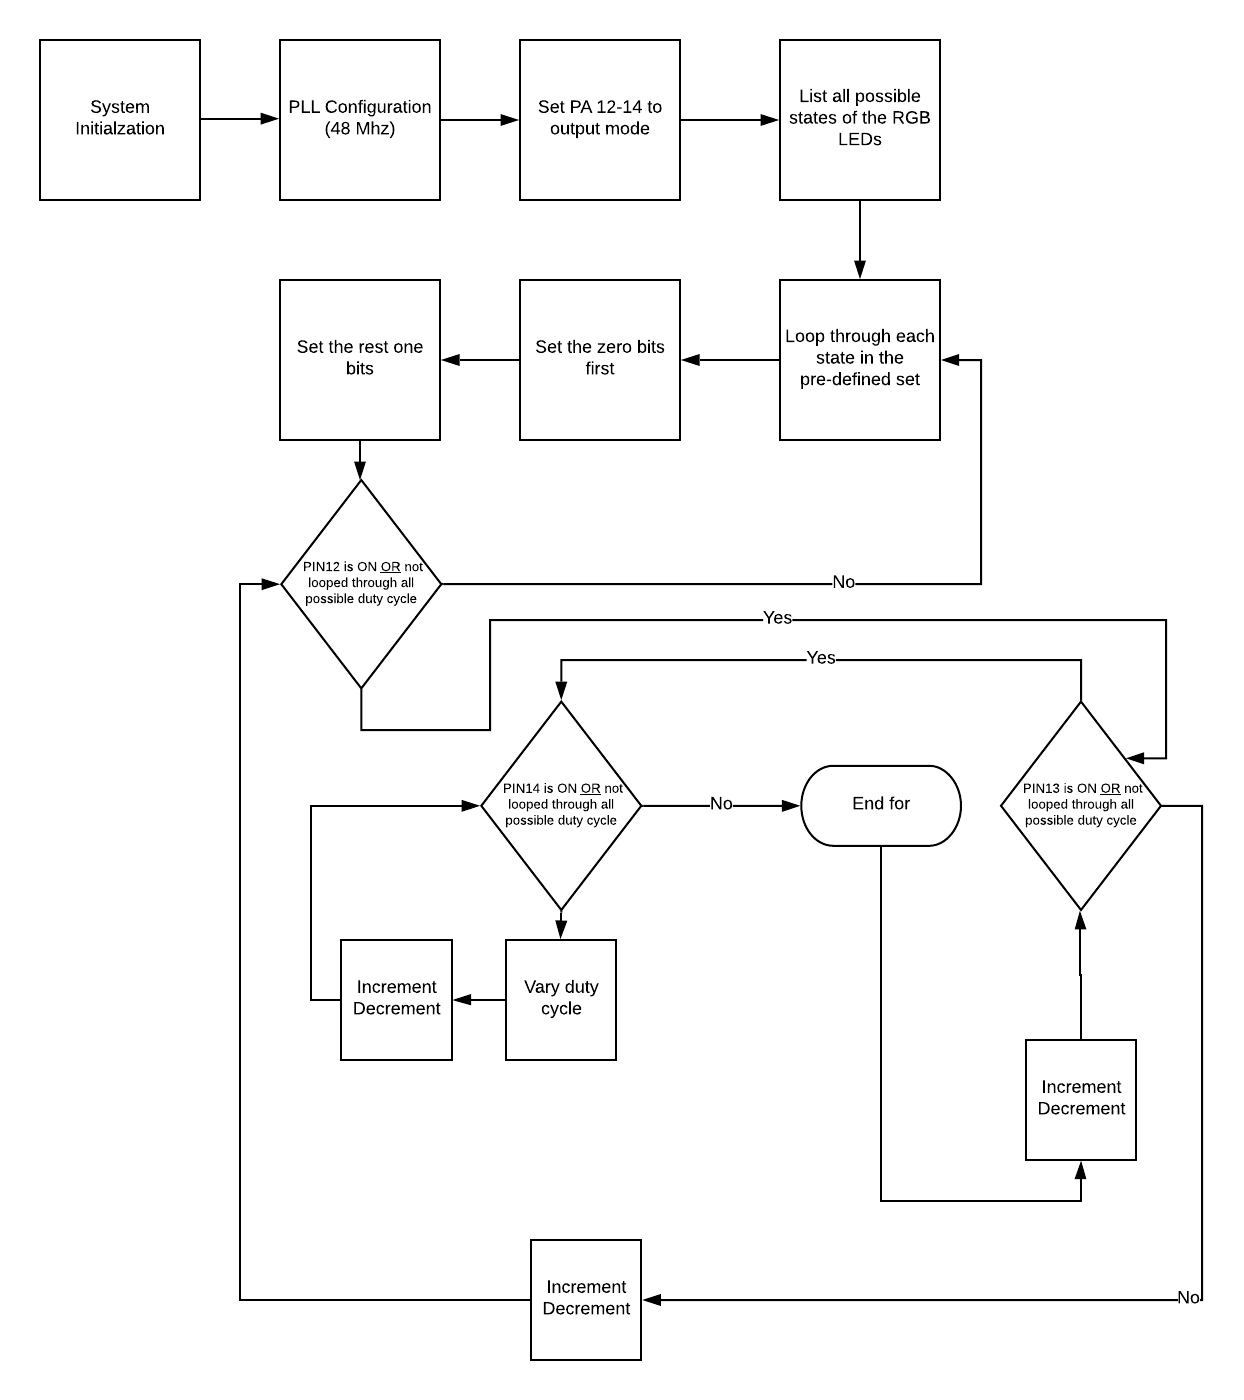 System
Initialzation
PLL Configuration
(48 Mhz)
Set PA 12-14 to
output mode
List all possible
states of the RGB
LEDs
Set the rest one
bits
Set the zero bits
first
Loop through each
state in the
pre-defined set
PIN12 is ON OR not
looped through all
possible duty cycle
No
Yes
Yes
PIN14 is ON OR not
looped through all
possible duty cycle
No
End for
PIN13 is ON OR not
looped through all
possible duty cycle
Increment
Decrement
Vary duty
cycle
Increment
Decrement
Increment
Decrement
No